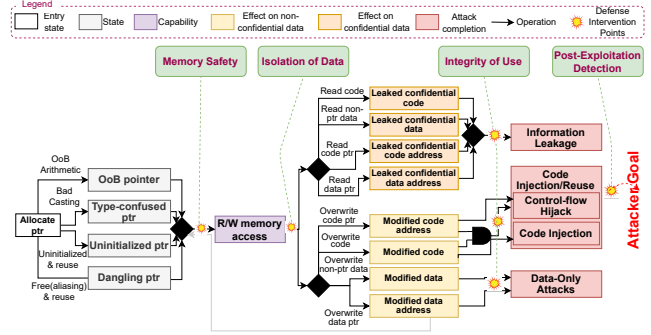 Legend
Entry state
State
Capability
Effect on non-confidential data
Effect on confidential data
Attack completion
Operation
Defense Intervention Points
Memory Safety
Isolation of Data
Integrity of Use
Post-Exploitation Detection
OoB Arithmetic
Bad Casting
Allocate ptr
Uninitialized & reuse
Free(aliasing) & reuse
OoB pointer
Type-confused ptr
Uninitialized ptr
Dangling ptr
R/W memory access
Read code
Read non-ptr data
Read code ptr
Read data ptr
Leaked confidential code
Leaked confidential data
Leaked confidential code address
Leaked confidential data address
Overwrite code ptr
Overwrite code
Overwrite non-ptr data
Overwrite data ptr
Modified code address
Modified code
Modified data
Modified data address
Information Leakage
Code Injection/Reuse
Control-flow Hijack
Code Injection
Data-Only Attacks
Attacker Goal